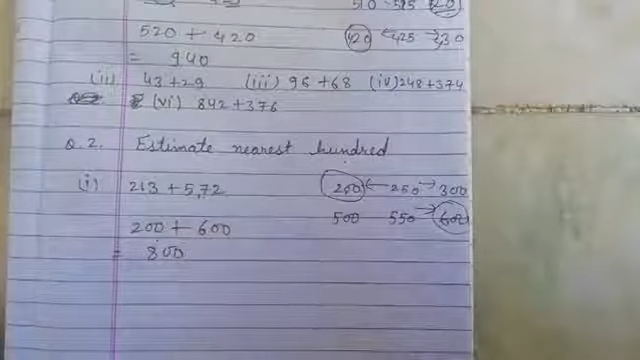 510 515 520
520 + 420 420 425 430
= 940
(ii) 43+29 (iii) 96+68 (iv) 248+374
(vi) 842+376
Q.2. Estimate nearest hundred
(i) 213 + 572 200 ← 250 → 300
500 550 → 600
200 + 600
= 800